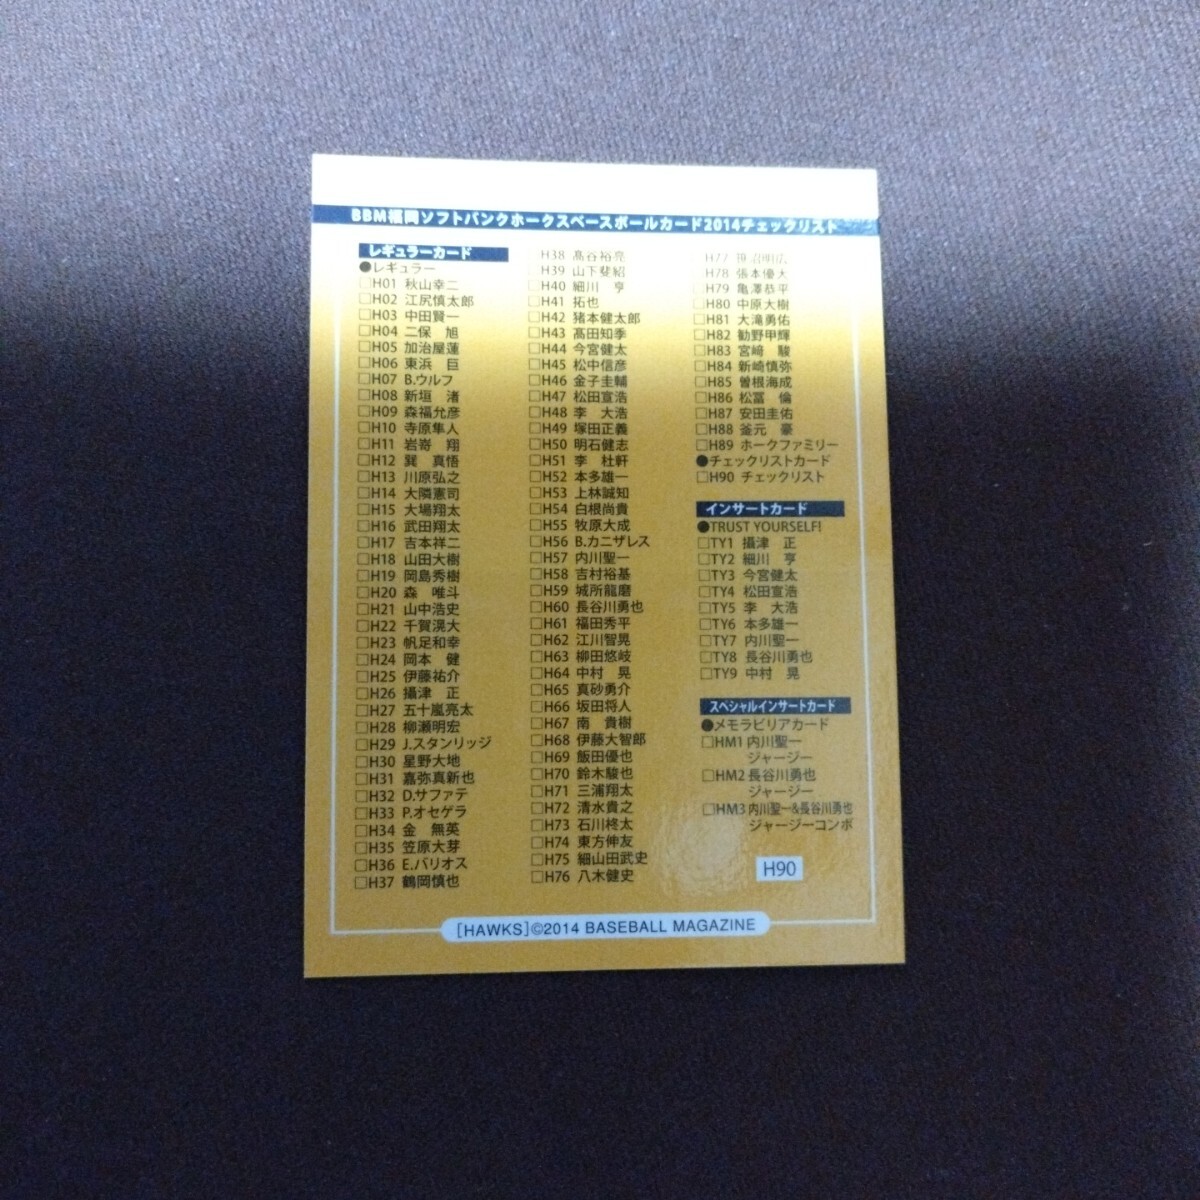 BBM福岡ソフトバンクホークスベースボールカード2014チェックリスト
レギュラーカード
●レギュラー
□H01 秋山幸二
□H02 江尻慎太郎
□H03 中田賢一
□H04 二保　旭
□H05 加治屋蓮
□H06 東浜　巨
□H07 B.ウルフ
□H08 新垣　渚
□H09 森福允彦
□H10 寺原隼人
□H11 岩嵜　翔
□H12 巽　真悟
□H13 川原弘之
□H14 大隣憲司
□H15 大場翔太
□H16 武田翔太
□H17 吉本祥二
□H18 山田大樹
□H19 岡島秀樹
□H20 森　唯斗
□H21 山中浩史
□H22 千賀滉大
□H23 帆足和幸
□H24 岡本　健
□H25 伊藤祐介
□H26 攝津　正
□H27 五十嵐亮太
□H28 柳瀬明宏
□H29 J.スタンリッジ
□H30 星野大地
□H31 嘉弥真新也
□H32 D.サファテ
□H33 P.オセゲラ
□H34 金　無英
□H35 笠原大芽
□H36 E.バリオス
□H37 鶴岡慎也
□H38 髙谷裕亮
□H39 山下斐紹
□H40 細川　亨
□H41 拓也
□H42 猪本健太郎
□H43 髙田知季
□H44 今宮健太
□H45 松中信彦
□H46 金子圭輔
□H47 松田宣浩
□H48 李　大浩
□H49 塚田正義
□H50 明石健志
□H51 李　杜軒
□H52 本多雄一
□H53 上林誠知
□H54 白根尚貴
□H55 牧原大成
□H56 B.カニザレス
□H57 内川聖一
□H58 吉村裕基
□H59 城所龍磨
□H60 長谷川勇也
□H61 福田秀平
□H62 江川智晃
□H63 柳田悠岐
□H64 中村　晃
□H65 真砂勇介
□H66 坂田将人
□H67 南　貴樹
□H68 伊藤大智郎
□H69 飯田優也
□H70 鈴木駿也
□H71 三浦翔太
□H72 清水貴之
□H73 石川柊太
□H74 東方伸友
□H75 細山田武史
□H76 八木健史
□H77 笹沼明広
□H78 張本優大
□H79 亀澤恭平
□H80 中原大樹
□H81 大滝勇佑
□H82 勧野甲輝
□H83 宮﨑　駿
□H84 新崎慎弥
□H85 曽根海成
□H86 松冨　倫
□H87 安田圭佑
□H88 釜元　豪
□H89 ホークファミリー
●チェックリストカード
□H90 チェックリスト
インサートカード
●TRUST YOURSELF!
□TY1 攝津　正
□TY2 細川　亨
□TY3 今宮健太
□TY4 松田宣浩
□TY5 李　大浩
□TY6 本多雄一
□TY7 内川聖一
□TY8 長谷川勇也
□TY9 中村　晃
スペシャルインサートカード
●メモラビリアカード
□HM1 内川聖一
ジャージー
□HM2 長谷川勇也
ジャージー
□HM3 内川聖一&長谷川勇也
ジャージーコンボ
H90
[HAWKS]©2014 BASEBALL MAGAZINE